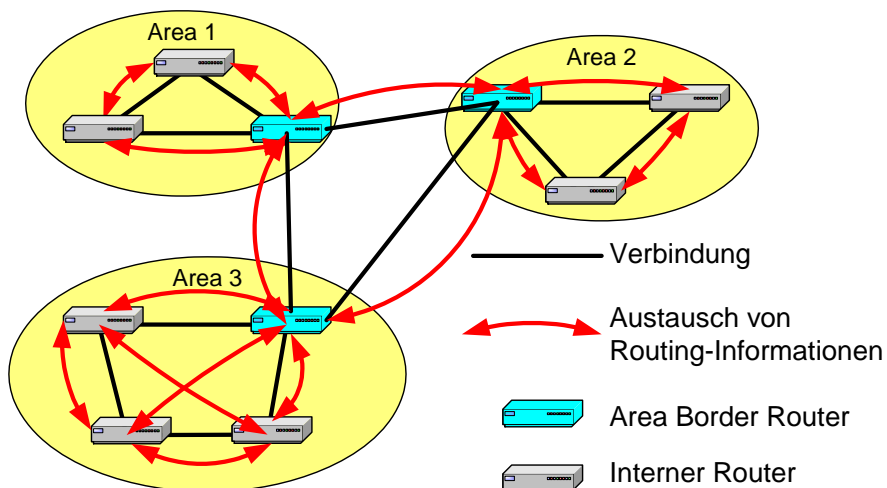 Area 1
Area 2
Area 3
Verbindung
Austausch von
Routing-Informationen
Area Border Router
Interner Router